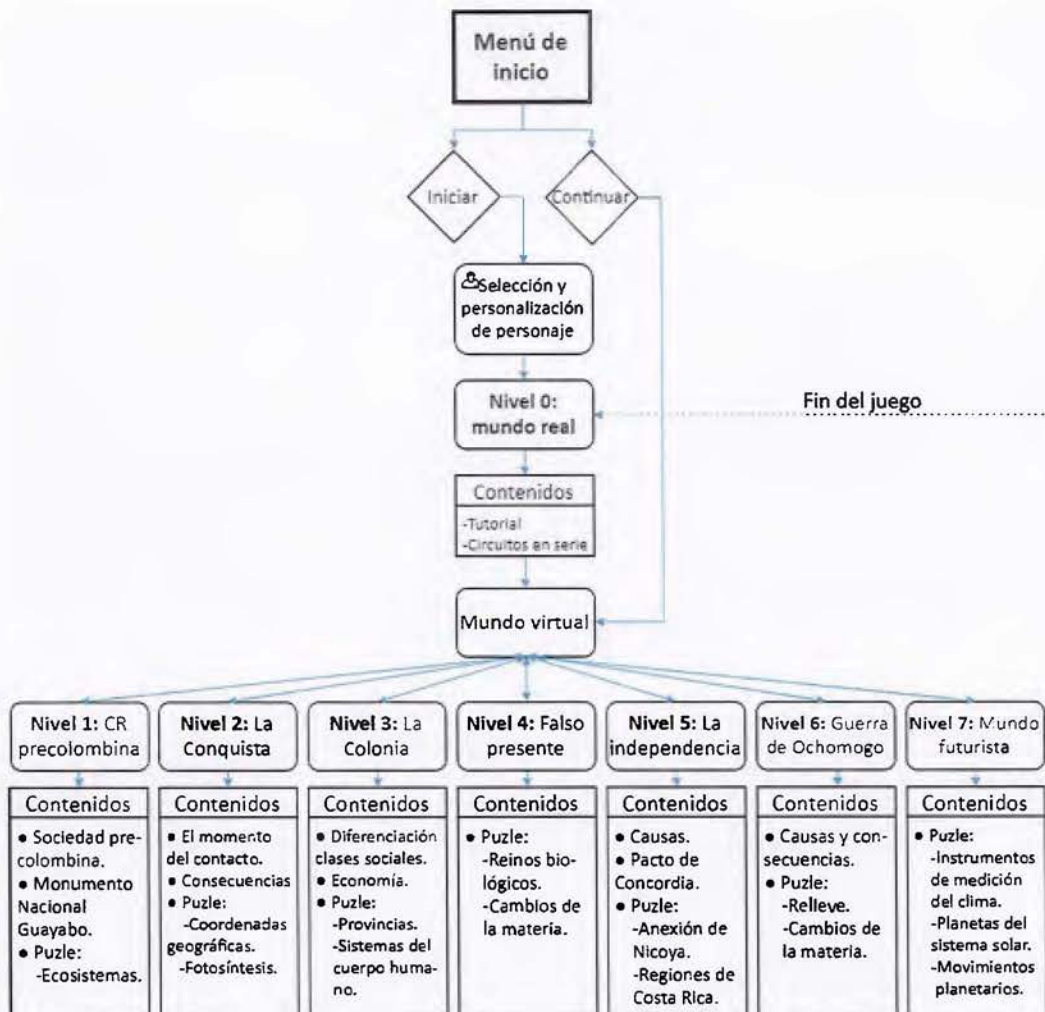 Menú de
inicio
Iniciar
Continuar
Selección y
personalización
de personaje
Nivel 0:
mundo real
Fin del juego
Contenidos
-Tutorial
-Circuitos en serie
Mundo virtual
Nivel 1: CR
precolombina
Contenidos
● Sociedad pre-
colombina.
● Monumento
Nacional
Guayabo.
● Puzle:
-Ecosistemas.
Nivel 2: La
Conquista
Contenidos
● El momento
del contacto.
● Consecuencias
● Puzle:
-Coordenadas
geográficas.
-Fotosíntesis.
Nivel 3: La
Colonia
Contenidos
● Diferenciación
clases sociales.
● Economía.
● Puzle:
-Provincias.
-Sistemas del
cuerpo huma-
no.
Nivel 4: Falso
presente
Contenidos
● Puzle:
-Reinos bio-
lógicos.
-Cambios de
la materia.
Nivel 5: La
independencia
Contenidos
● Causas.
● Pacto de
Concordia.
● Puzle:
-Anexión de
Nicoya.
-Regiones de
Costa Rica.
Nivel 6: Guerra
de Ochomogo
Contenidos
● Causas y con-
secuencias.
● Puzle:
-Relieve.
-Cambios de
la materia.
Nivel 7: Mundo
futurista
Contenidos
● Puzle:
-Instrumentos
de medición
del clima.
-Planetas del
sistema solar.
-Movimientos
planetarios.